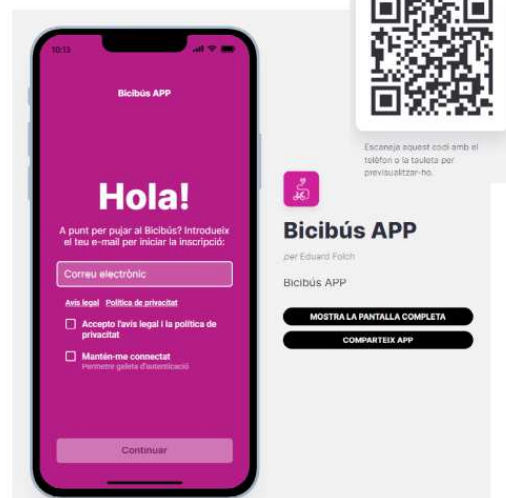 10:13
Bicibús APP
Hola!
A punt per pujar al Bicibús? Introdueix
el teu e-mail per iniciar la inscripció:
Correu electrònic
Avís legal Política de privacitat
Accepto l'avís legal i la política de
privacitat
Mantén-me connectat
Permetre galeta d'autenticació
Continuar
Escaneja aquest codi amb el
telèfon o la tauleta per
previsualitzar-ho.
Bicibús APP
per Eduard Folch
Bicibús APP
MOSTRA LA PANTALLA COMPLETA
COMPARTEIX APP